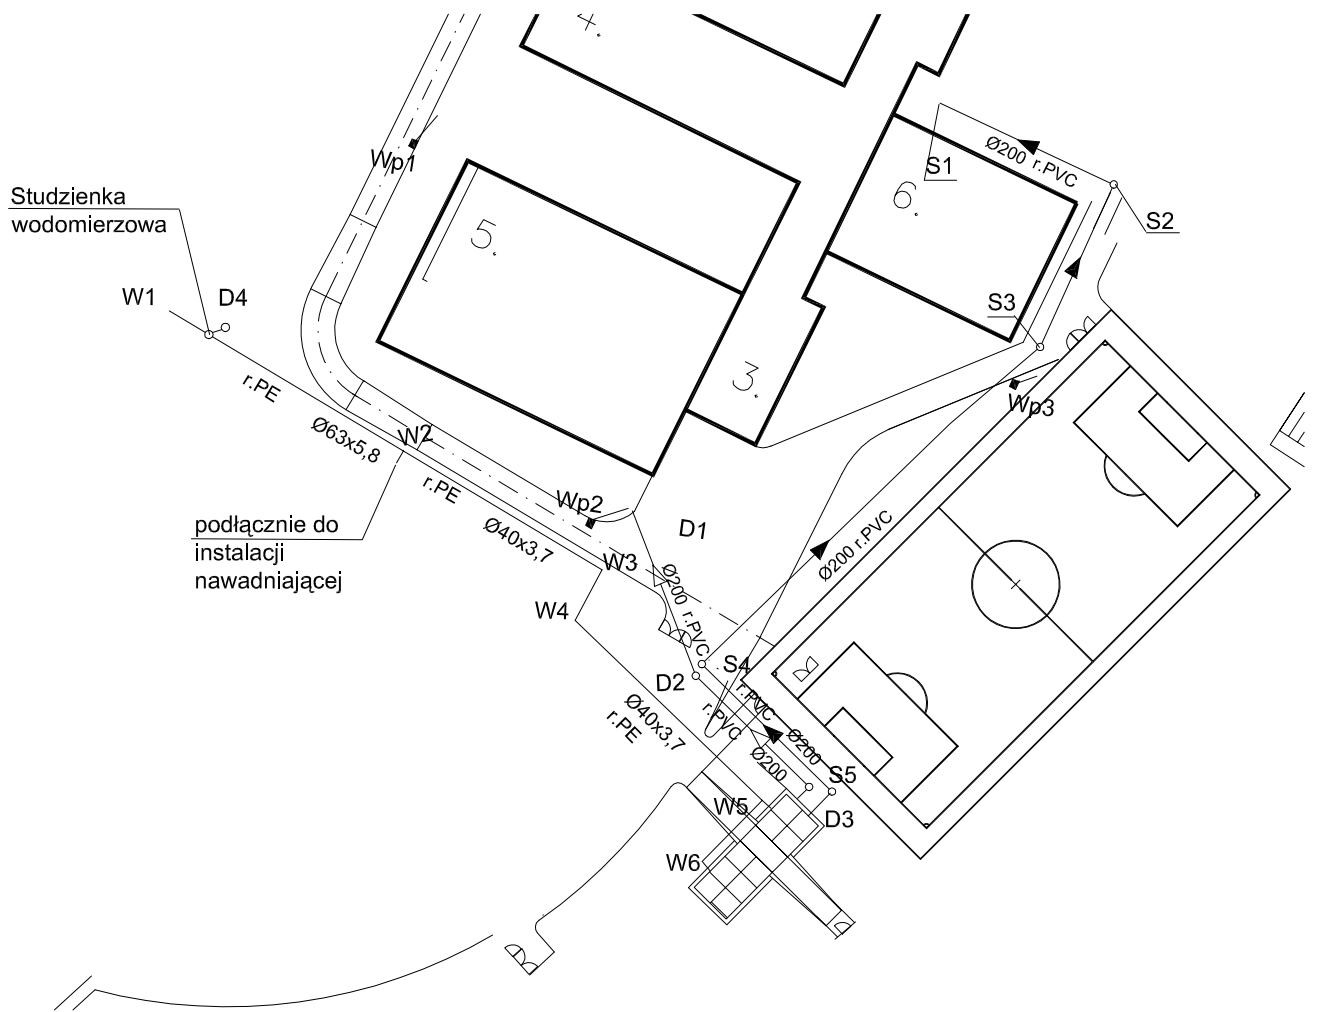 4.
Ø200 r.PVC
Wp1
S1
6.
Studzienka
wodomierzowa
S2
5.
W1
D4
S3
3.
r.PE
Wp3
Ø63x5,8
W2
r.PE
Wp2
podłącznie do
instalacji
nawadniającej
Ø40x3,7
D1
Ø200 r.PVC
W3
Ø200 r.PVC
W4
S4
D2
r.PVC
r.PVC
Ø40x3,7
r.PE
Ø200
Ø200
S5
W5
D3
W6